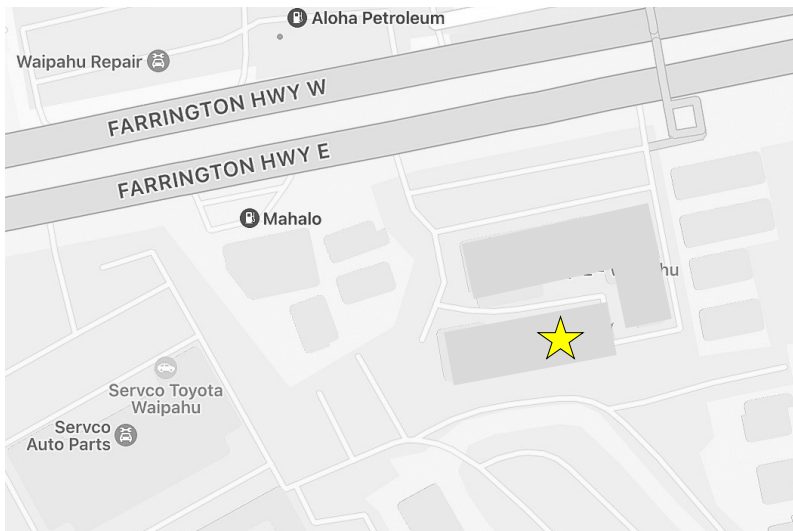 Aloha Petroleum
Waipahu Repair
FARRINGTON HWY W
FARRINGTON HWY E
Mahalo
Servco Toyota
Waipahu
Servco
Auto Parts